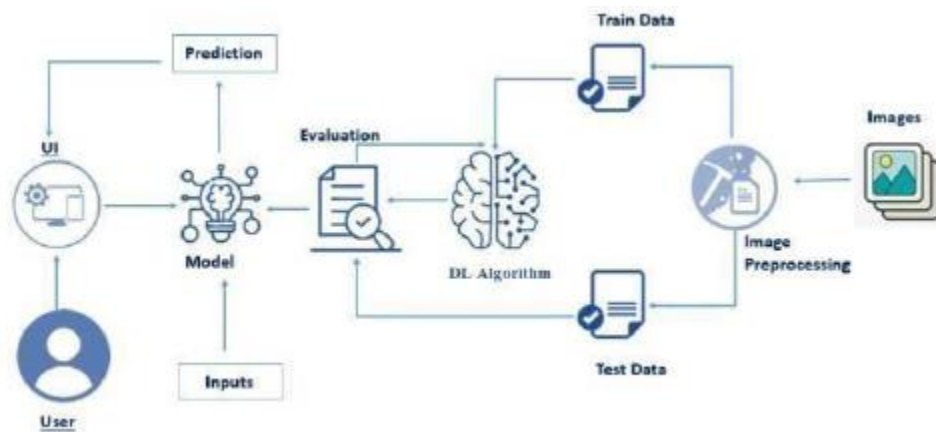 Train Data
Prediction
Images
Evaluation
UI
Model
DL Algorithm
Image
Preprocessing
Inputs
Test Data
User